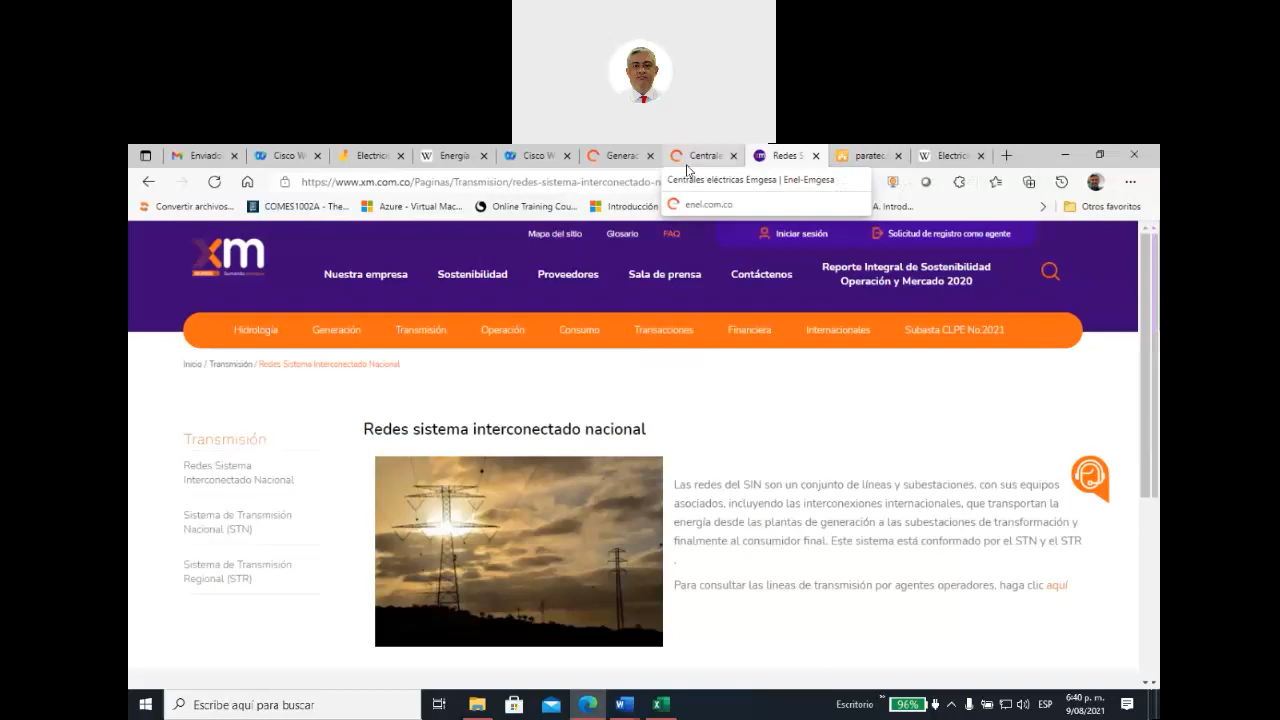 Enviado
Cisco W
Electrice
Energía
Cisco W
Generac
Centrale
Redes S
paratec.
Electrici
https://www.xm.com.co/Paginas/Transmision/redes-sistema-interconectado-n
Centrales eléctricas Emgesa | Enel-Emgesa
enel.com.co
Convertir archivos...
COMES1002A - The...
Azure - Virtual Mac...
Online Training Cou...
Introducción
A. Introd...
Otros favoritos
xm
Sumando energías
Mapa del sitio
Glosario
FAQ
Iniciar sesión
Solicitud de registro como agente
Nuestra empresa
Sostenibilidad
Proveedores
Sala de prensa
Contáctenos
Reporte Integral de Sostenibilidad
Operación y Mercado 2020
Hidrología
Generación
Transmisión
Operación
Consumo
Transacciones
Financiera
Internacionales
Subasta CLPE No.2021
Inicio / Transmisión / Redes Sistema Interconectado Nacional
Transmisión
Redes Sistema
Interconectado Nacional
Sistema de Transmisión
Nacional (STN)
Sistema de Transmisión
Regional (STR)
Redes sistema interconectado nacional
Las redes del SIN son un conjunto de líneas y subestaciones, con sus equipos
asociados, incluyendo las interconexiones internacionales, que transportan la
energía desde las plantas de generación a las subestaciones de transformación y
finalmente al consumidor final. Este sistema está conformado por el STN y el STR
.
Para consultar las lineas de transmisión por agentes operadores, haga clic aquí
Escribe aquí para buscar
Escritorio
96%
ESP
6:40 p. m.
9/08/2021